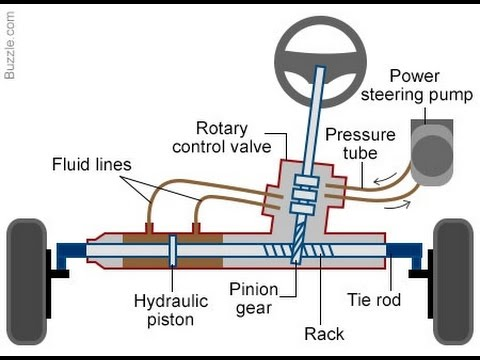 Buzzle.com
Power
steering pump
Rotary
control valve
Pressure
tube
Fluid lines
Hydraulic
piston
Pinion
gear
Rack
Tie rod